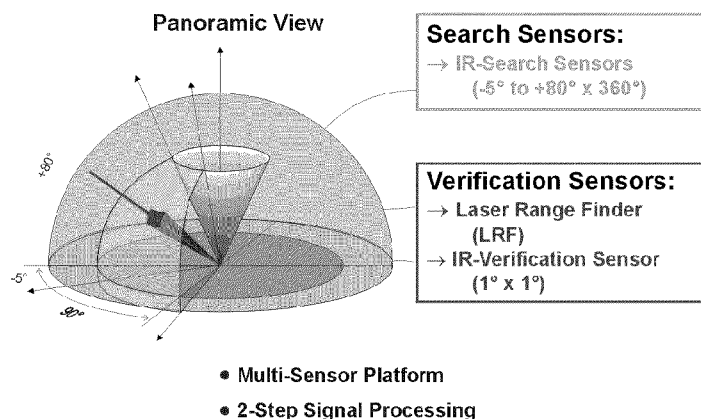 Panoramic View
Search Sensors:
→ IR-Search Sensors
(-5° to +80° x 360°)
+80°
Verification Sensors:
→ Laser Range Finder
(LRF)
→ IR-Verification Sensor
(1° x 1°)
-5°
90°
• Multi-Sensor Platform
• 2-Step Signal Processing